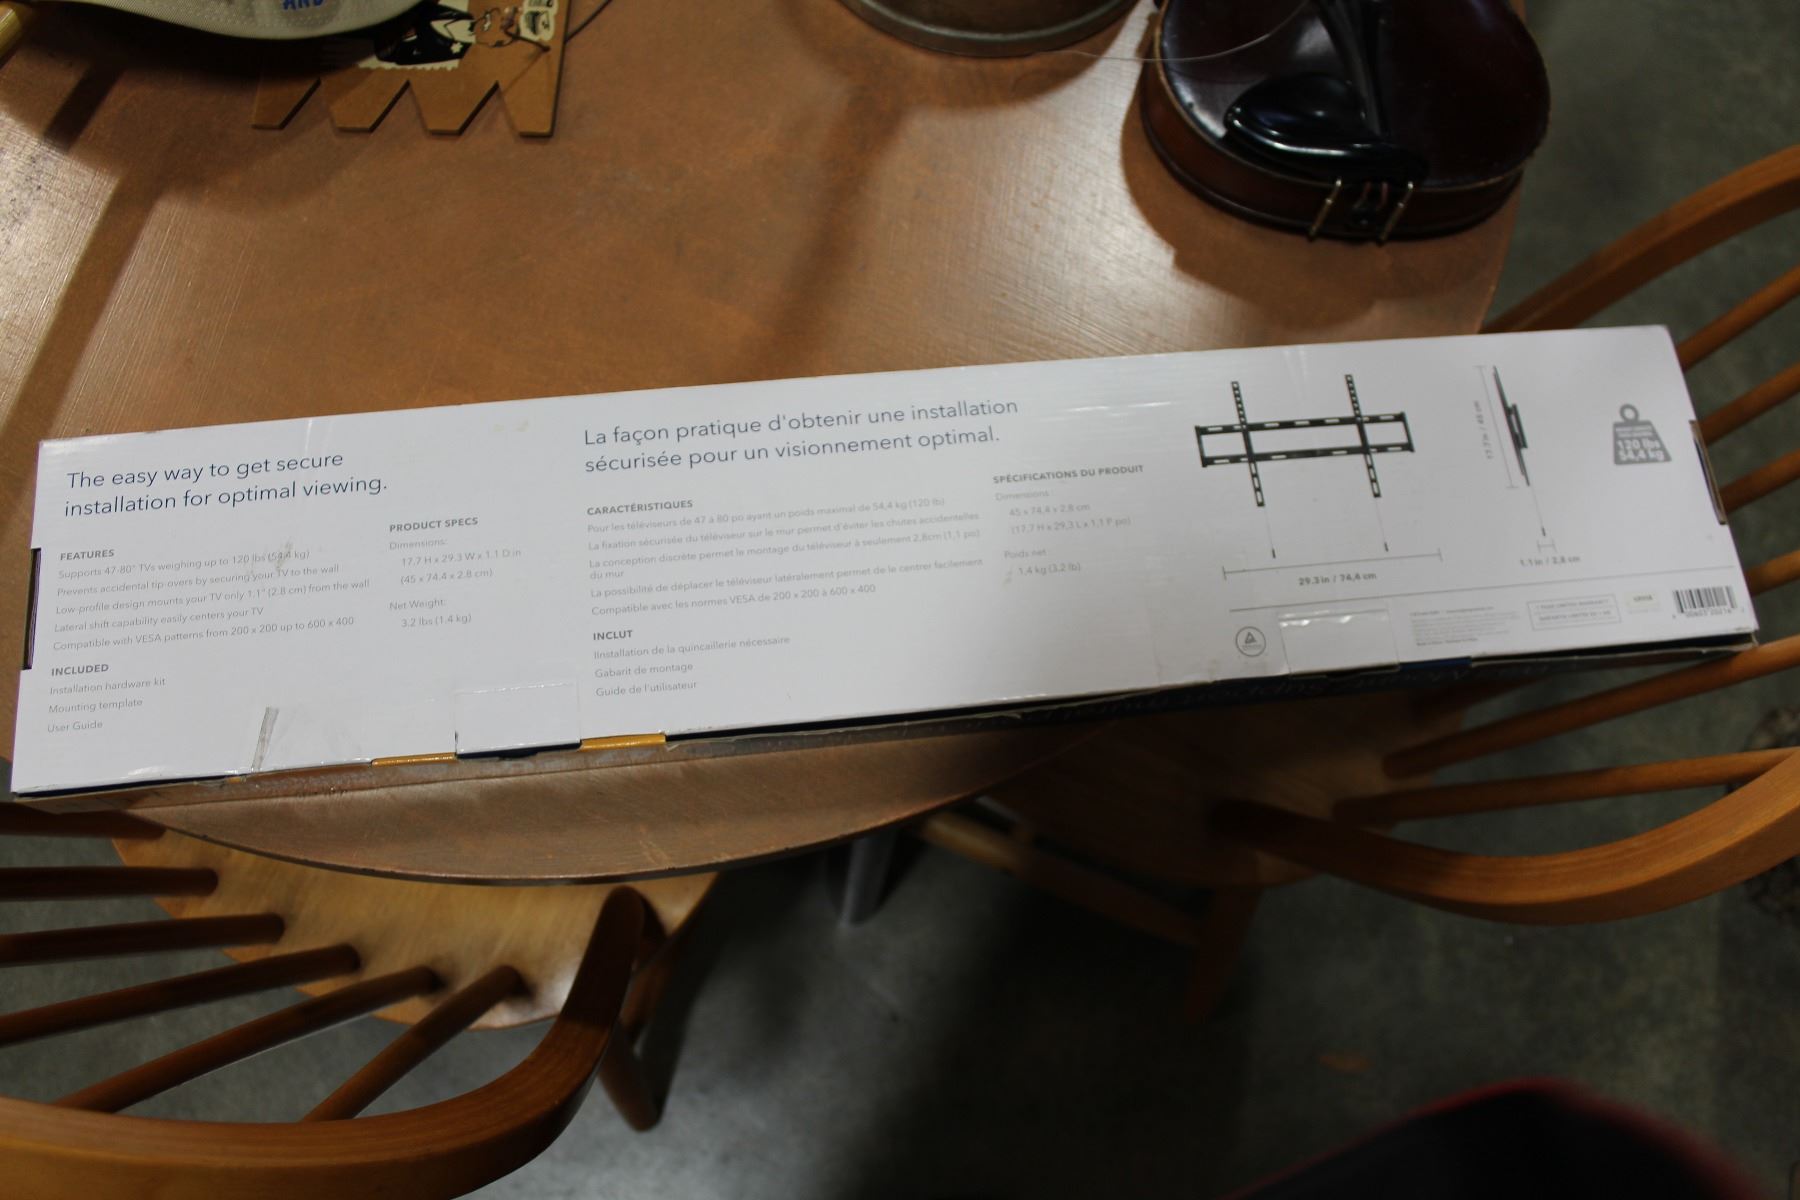 AND
The easy way to get secure
installation for optimal viewing.
FEATURES
Supports 47-80" TVs weighing up to 120 lbs (54.4 kg)
Prevents accidental tip-overs by securing your TV to the wall
Low-profile design mounts your TV only 1.1" (2.8 cm) from the wall
Lateral shift capability easily centers your TV
Compatible with VESA patterns from 200 x 200 up to 600 x 400
INCLUDED
Installation hardware kit
Mounting template
User Guide
PRODUCT SPECS
Dimensions:
17.7 H x 29.3 W x 1.1 D in
(45 x 74.4 x 2.8 cm)
Net Weight:
3.2 lbs (1.4 kg)
La façon pratique d'obtenir une installation
sécurisée pour un visionnement optimal.
CARACTÉRISTIQUES
Pour les téléviseurs de 47 à 80 po ayant un poids maximal de 54,4 kg (120 lb)
La fixation sécurisée du téléviseur sur le mur permet d'éviter les chutes accidentelles
La conception discrète permet le montage du téléviseur à seulement 2,8cm (1,1 po)
du mur
La possibilité de déplacer le téléviseur latéralement permet de le centrer facilement
Compatible avec les normes VESA de 200 x 200 à 600 x 400
INCLUT
Iinstallation de la quincaillerie nécessaire
Gabarit de montage
Guide de l'utilisateur
SPÉCIFICATIONS DU PRODUIT
Dimensions
45 x 74,4 x 2,8 cm
(17,7 H x 29,3 L x 1,1 P po)
Poids net
1,4 kg (3,2 lb)
29.3 in / 74,4 cm
17.7 in / 45 cm
1.1 in / 2,8 cm
120 lbs
54,4 kg